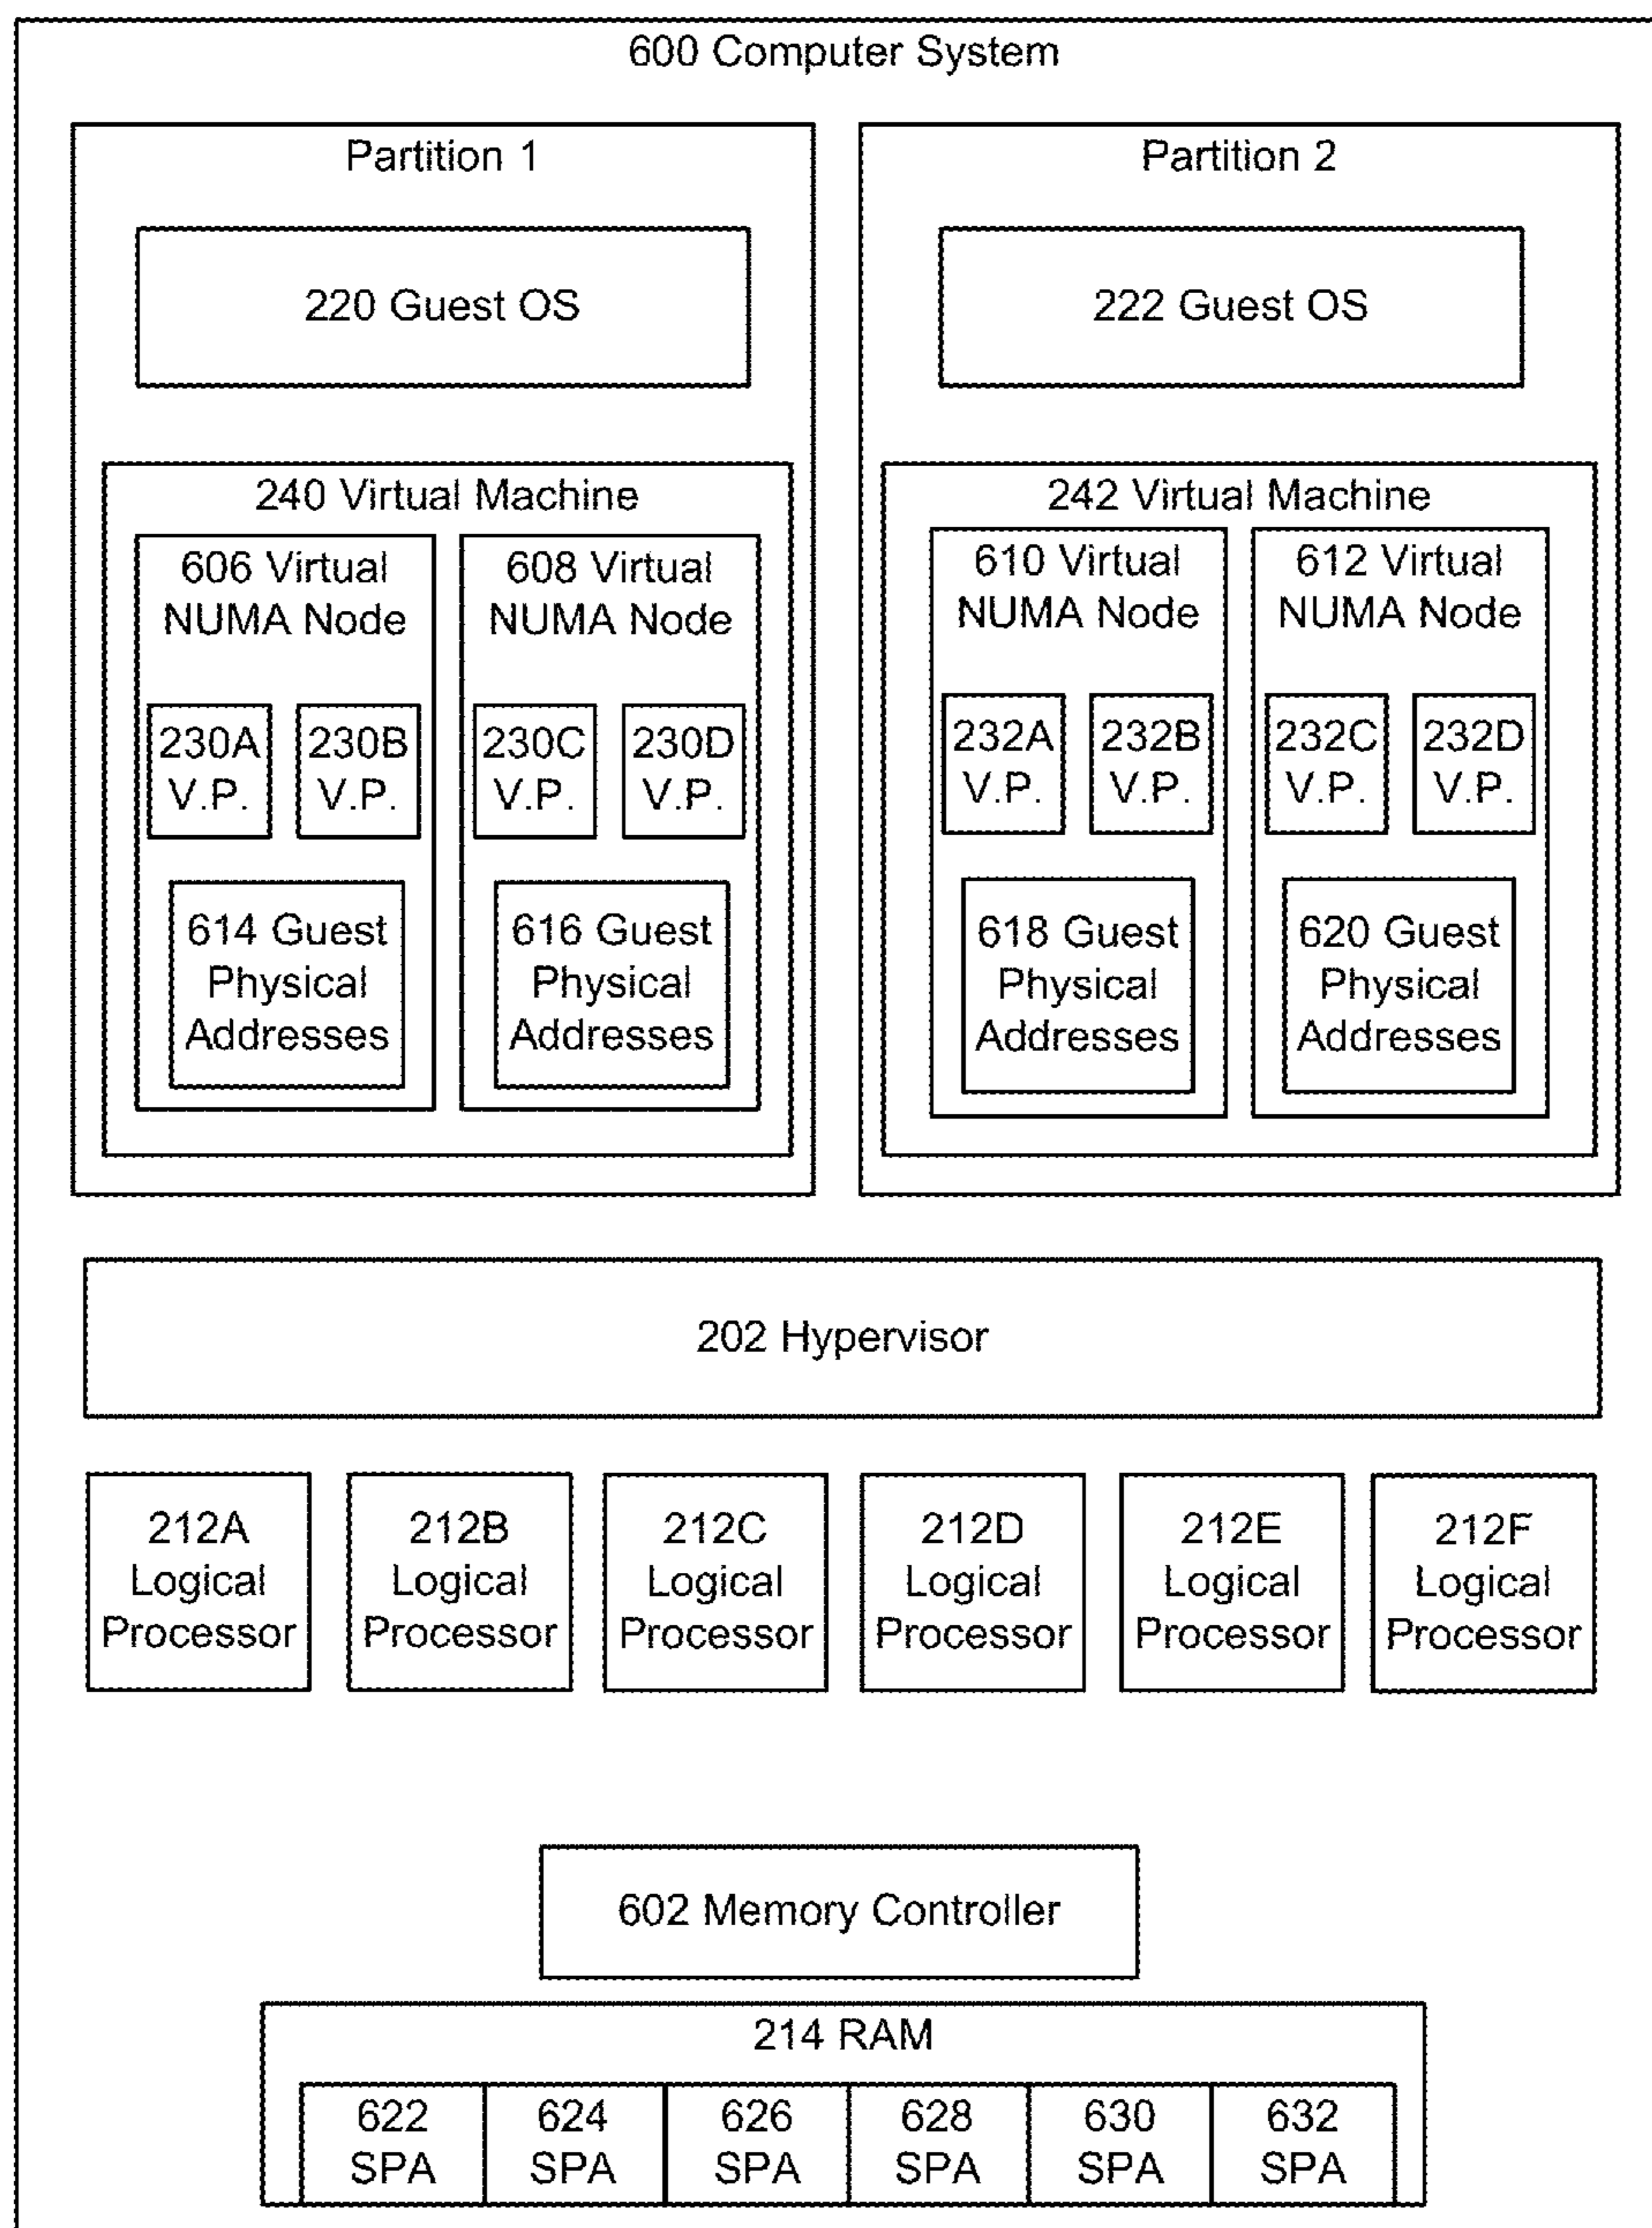 600 Computer System
Partition 1
220 Guest OS
240 Virtual Machine
606 Virtual
NUMA Node
230A
V.P.
230B
V.P.
614 Guest
Physical
Addresses
608 Virtual
NUMA Node
230C
V.P.
230D
V.P.
616 Guest
Physical
Addresses
Partition 2
222 Guest OS
242 Virtual Machine
610 Virtual
NUMA Node
232A
V.P.
232B
V.P.
618 Guest
Physical
Addresses
612 Virtual
NUMA Node
232C
V.P.
232D
V.P.
620 Guest
Physical
Addresses
202 Hypervisor
212A
Logical
Processor
212B
Logical
Processor
212C
Logical
Processor
212D
Logical
Processor
212E
Logical
Processor
212F
Logical
Processor
602 Memory Controller
214 RAM
622
SPA
624
SPA
626
SPA
628
SPA
630
SPA
632
SPA